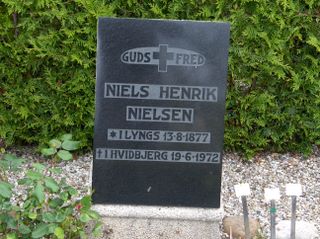 GUDS FRED
NIELS HENRIK
NIELSEN
* I LYNGS 13-8-1877
† I HVIDBJERG 19-6-1972